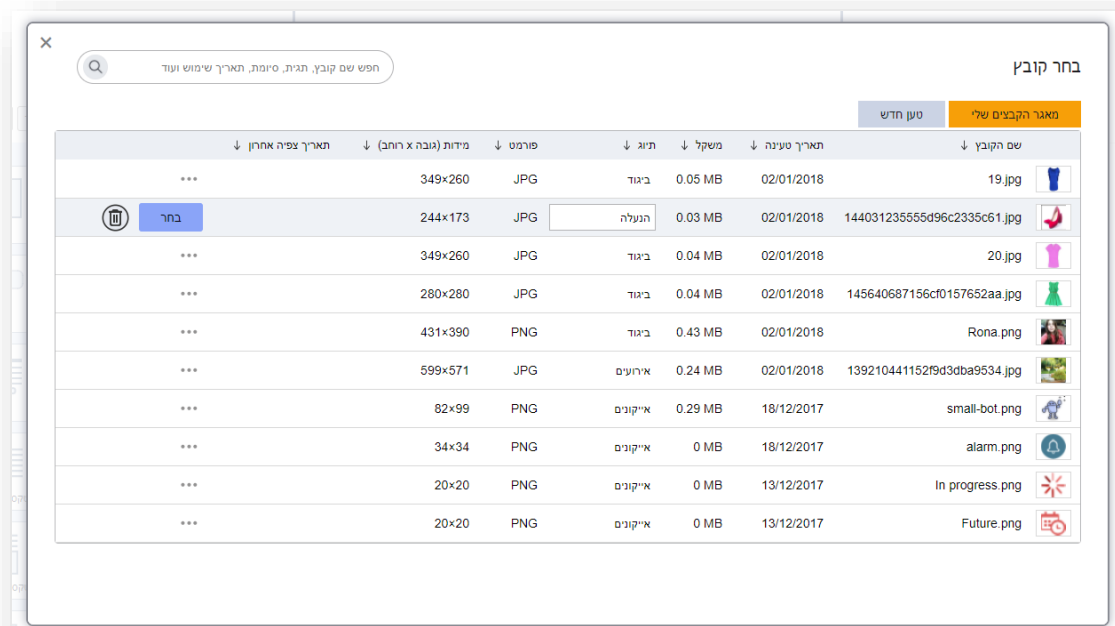 בחר קובץ
חפש שם קובץ, תגית, סיומת, תאריך שימוש ועוד
מאגר הקבצים שלי טען חדש
שם הקובץ תאריך טעינה משקל תיוג פורמט מידות (גובה x רוחב) תאריך צפיה אחרון
19.jpg 02/01/2018 0.05 MB ביגוד JPG 349×260
144031235555d96c2335c61.jpg 02/01/2018 0.03 MB הנעלה JPG 244×173 בחר
20.jpg 02/01/2018 0.04 MB ביגוד JPG 349×260
145640687156cf0157652aa.jpg 02/01/2018 0.04 MB ביגוד JPG 280×280
Rona.png 02/01/2018 0.43 MB ביגוד PNG 431×390
139210441152f9d3dba9534.jpg 02/01/2018 0.24 MB אירועים JPG 599×571
small-bot.png 18/12/2017 0.29 MB אייקונים PNG 82×99
alarm.png 18/12/2017 0 MB אייקונים PNG 34×34
In progress.png 13/12/2017 0 MB אייקונים PNG 20×20
Future.png 13/12/2017 0 MB אייקונים PNG 20×20